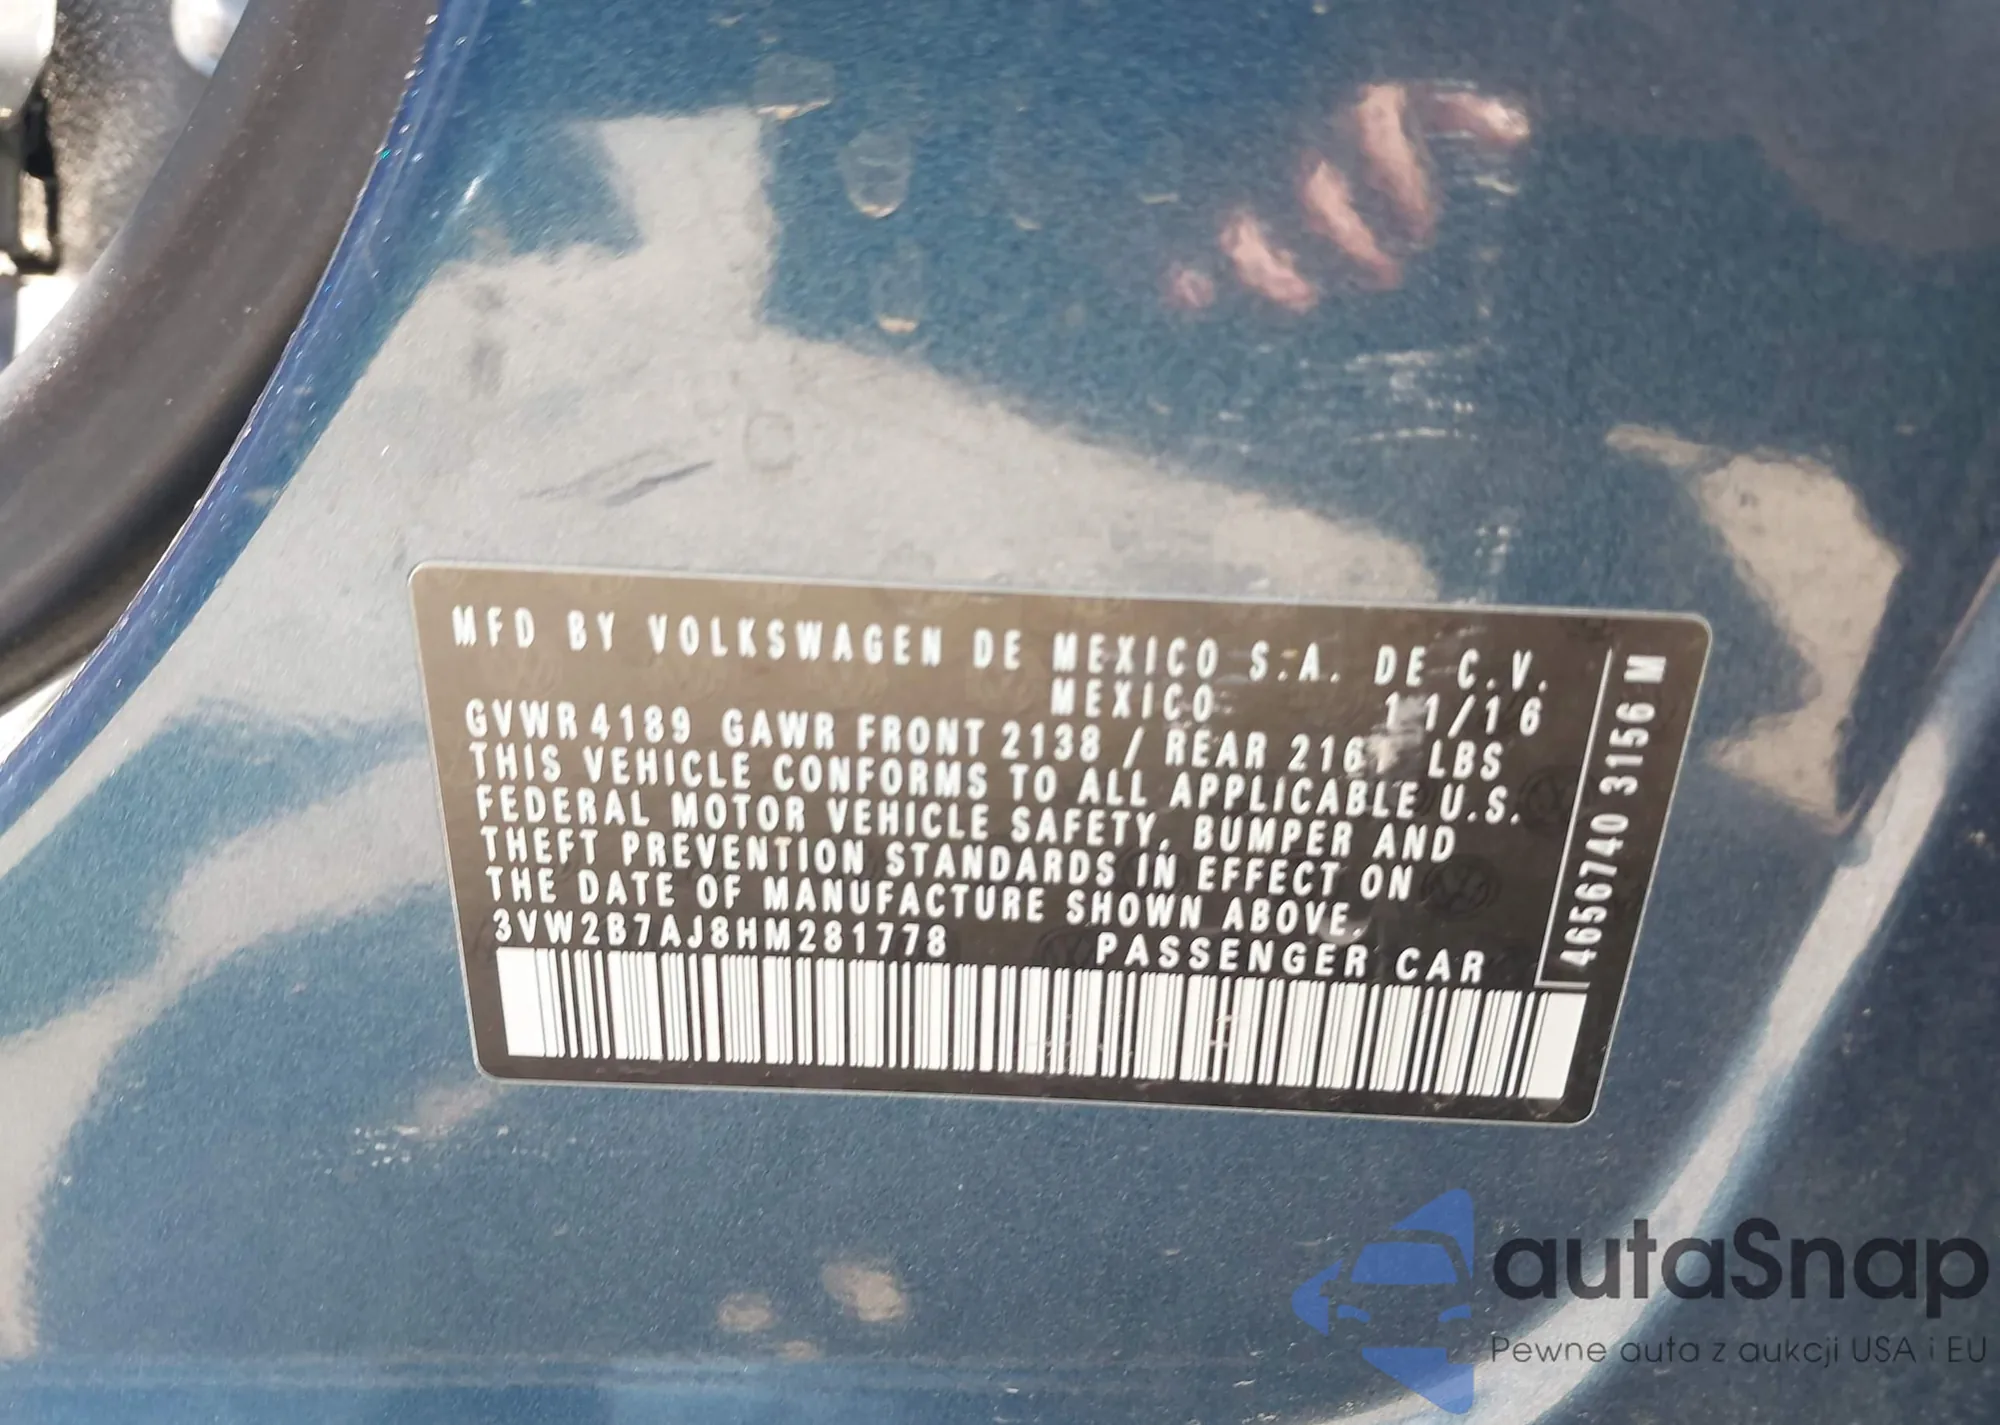 MFD BY VOLKSWAGEN DE MEXICO S.A. DE C.V.
MEXICO 11/16
GVWR 4189 GAWR FRONT 2138 / REAR LBS
THIS VEHICLE CONFORMS TO ALL APPLICABLE U.S.
FEDERAL MOTOR VEHICLE SAFETY, BUMPER AND
THEFT PREVENTION STANDARDS IN EFFECT ON
THE DATE OF MANUFACTURE SHOWN ABOVE.
3VW2B7AJ8HM281778 PASSENGER CAR
4656740 3156 M
autaSnap
Pewne auta z aukcji USA i EU